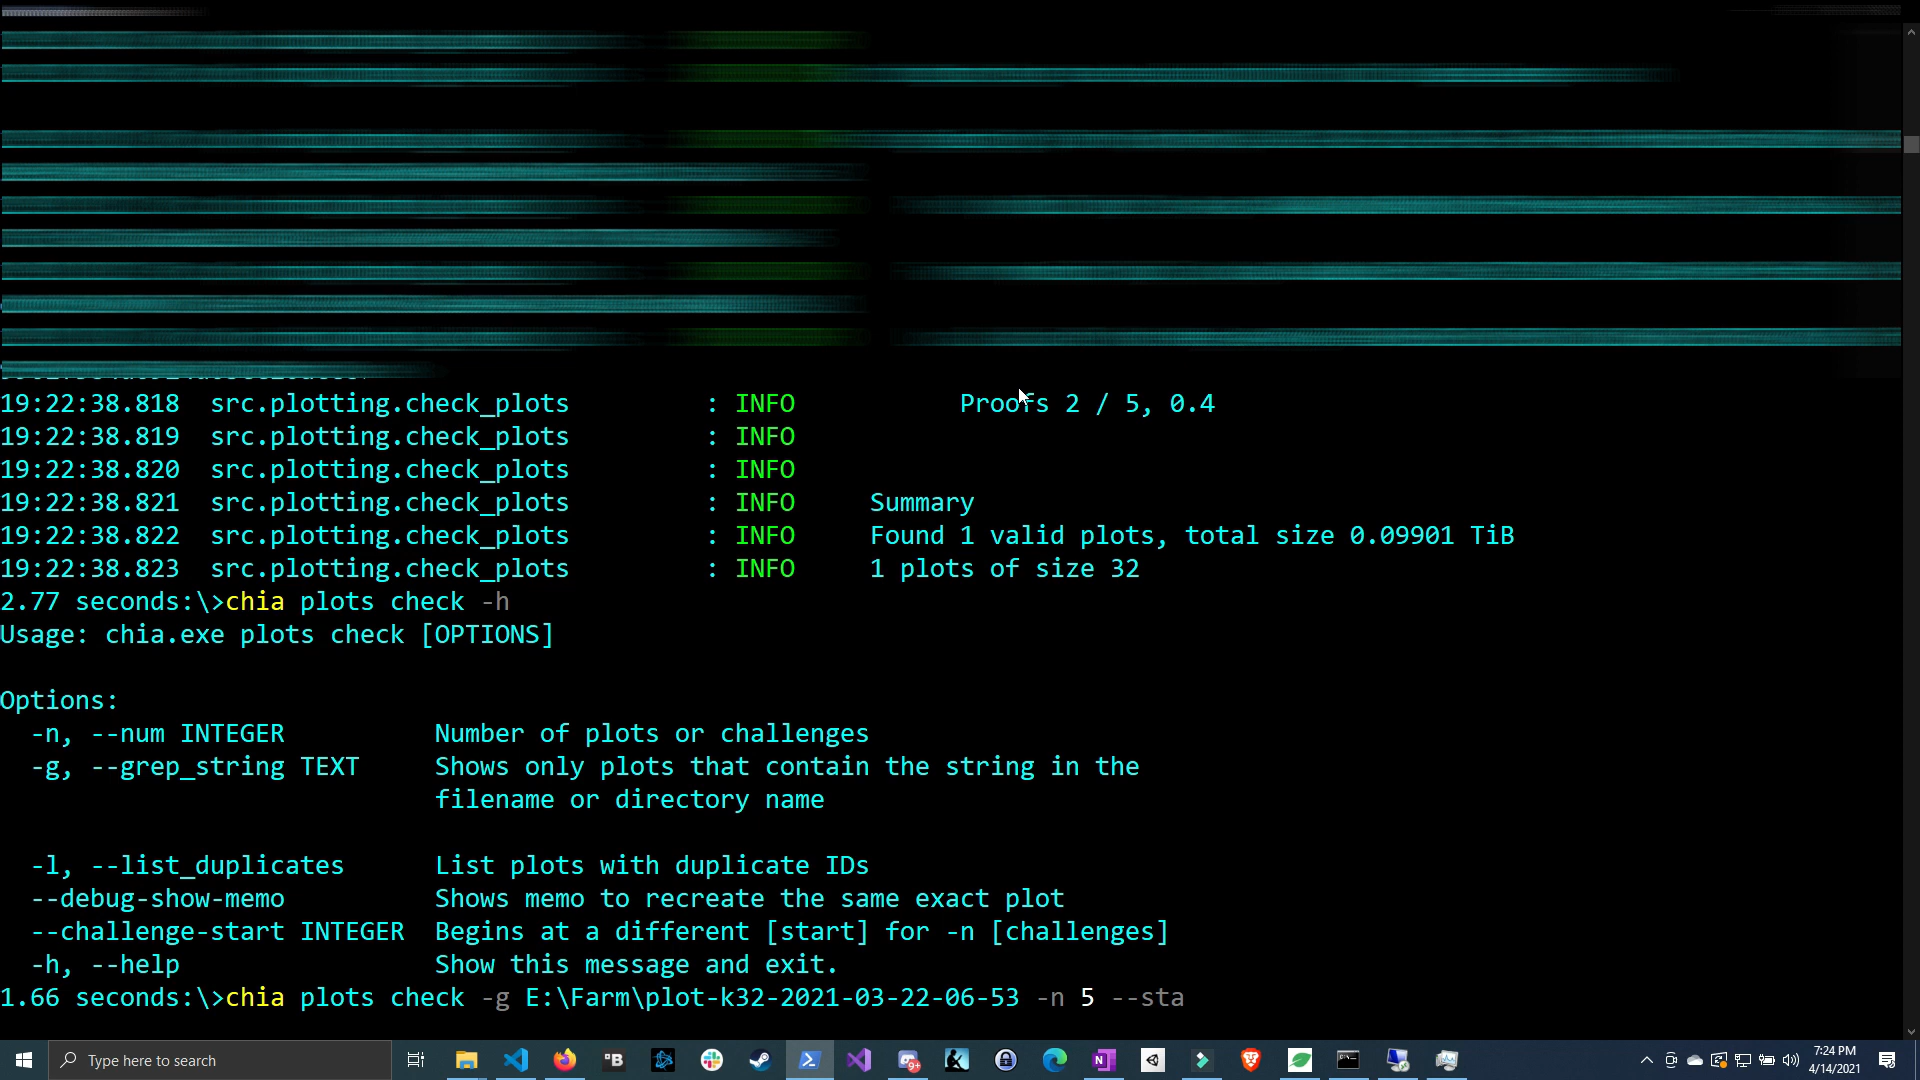 19:22:38.818  src.plotting.check_plots         : INFO           Proofs 2 / 5, 0.4
19:22:38.819  src.plotting.check_plots         : INFO
19:22:38.820  src.plotting.check_plots         : INFO
19:22:38.821  src.plotting.check_plots         : INFO     Summary
19:22:38.822  src.plotting.check_plots         : INFO     Found 1 valid plots, total size 0.09901 TiB
19:22:38.823  src.plotting.check_plots         : INFO     1 plots of size 32
2.77 seconds:\>chia plots check -h
Usage: chia.exe plots check [OPTIONS]
Options:
  -n, --num INTEGER          Number of plots or challenges
  -g, --grep_string TEXT     Shows only plots that contain the string in the
                             filename or directory name
  -l, --list_duplicates      List plots with duplicate IDs
  --debug-show-memo          Shows memo to recreate the same exact plot
  --challenge-start INTEGER  Begins at a different [start] for -n [challenges]
  -h, --help                 Show this message and exit.
1.66 seconds:\>chia plots check -g E:\Farm\plot-k32-2021-03-22-06-53 -n 5 --sta
Type here to search
7:24 PM
4/14/2021